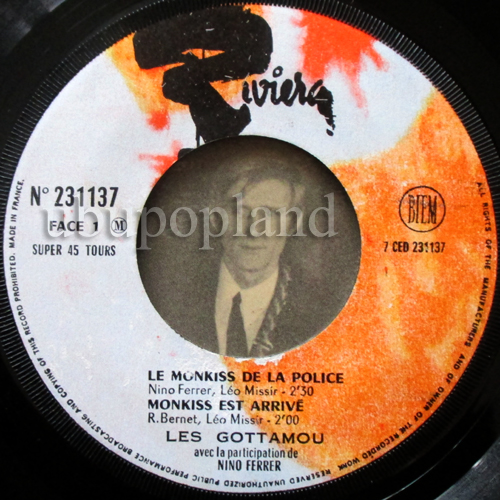 Riviera
N° 231137
FACE 1 M
SUPER 45 TOURS
BIEM
7 CED 231137
ubupopland
LE MONKISS DE LA POLICE
Nino Ferrer, Léo Missir - 2'30
MONKISS EST ARRIVÉ
R. Bernet, Léo Missir - 2'00
LES GOTTAMOU
avec la participation de
NINO FERRER
ALL RIGHTS OF THE MANUFACTURERS AND OF OWNER OF THE RECORDED WORK RESERVED UNAUTHORIZED PUBLIC PERFORMANCE BROADCASTING AND COPYING OF THIS RECORD PROHIBITED. MADE IN FRANCE.